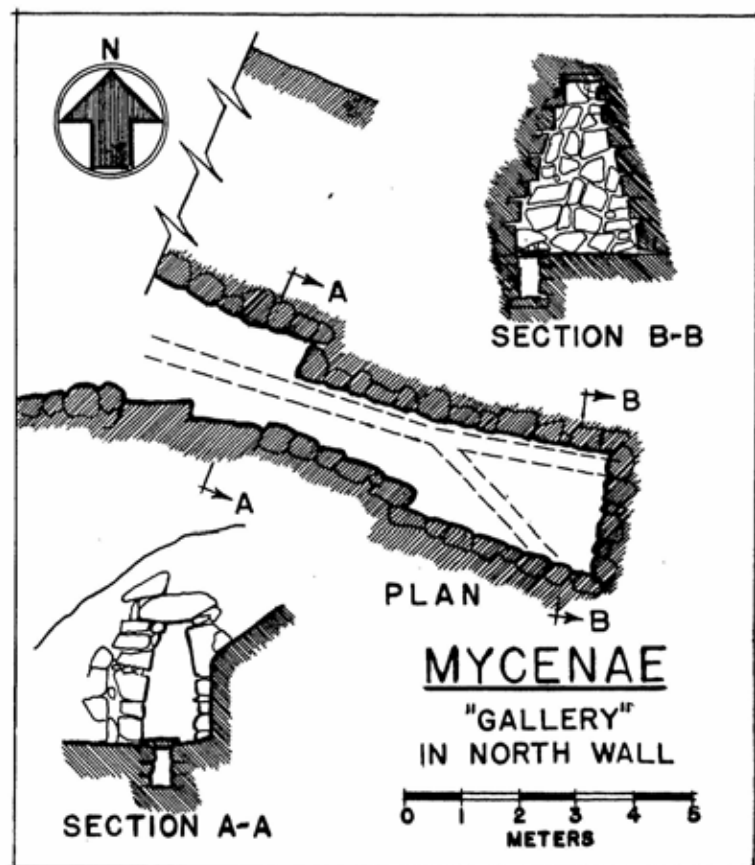 N
SECTION B-B
A
B
A
PLAN
B
MYCENAE
"GALLERY"
IN NORTH WALL
0 1 2 3 4 5
METERS
SECTION A-A